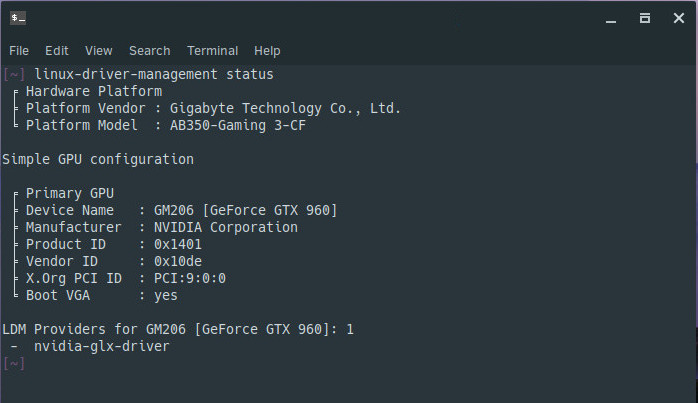 $_
File Edit View Search Terminal Help
[~] linux-driver-management status
╒ Hardware Platform
╞ Platform Vendor : Gigabyte Technology Co., Ltd.
╘ Platform Model  : AB350-Gaming 3-CF
Simple GPU configuration
╒ Primary GPU
╞ Device Name   : GM206 [GeForce GTX 960]
╞ Manufacturer  : NVIDIA Corporation
╞ Product ID    : 0x1401
╞ Vendor ID     : 0x10de
╞ X.Org PCI ID  : PCI:9:0:0
╘ Boot VGA      : yes
LDM Providers for GM206 [GeForce GTX 960]: 1
-  nvidia-glx-driver
[~]